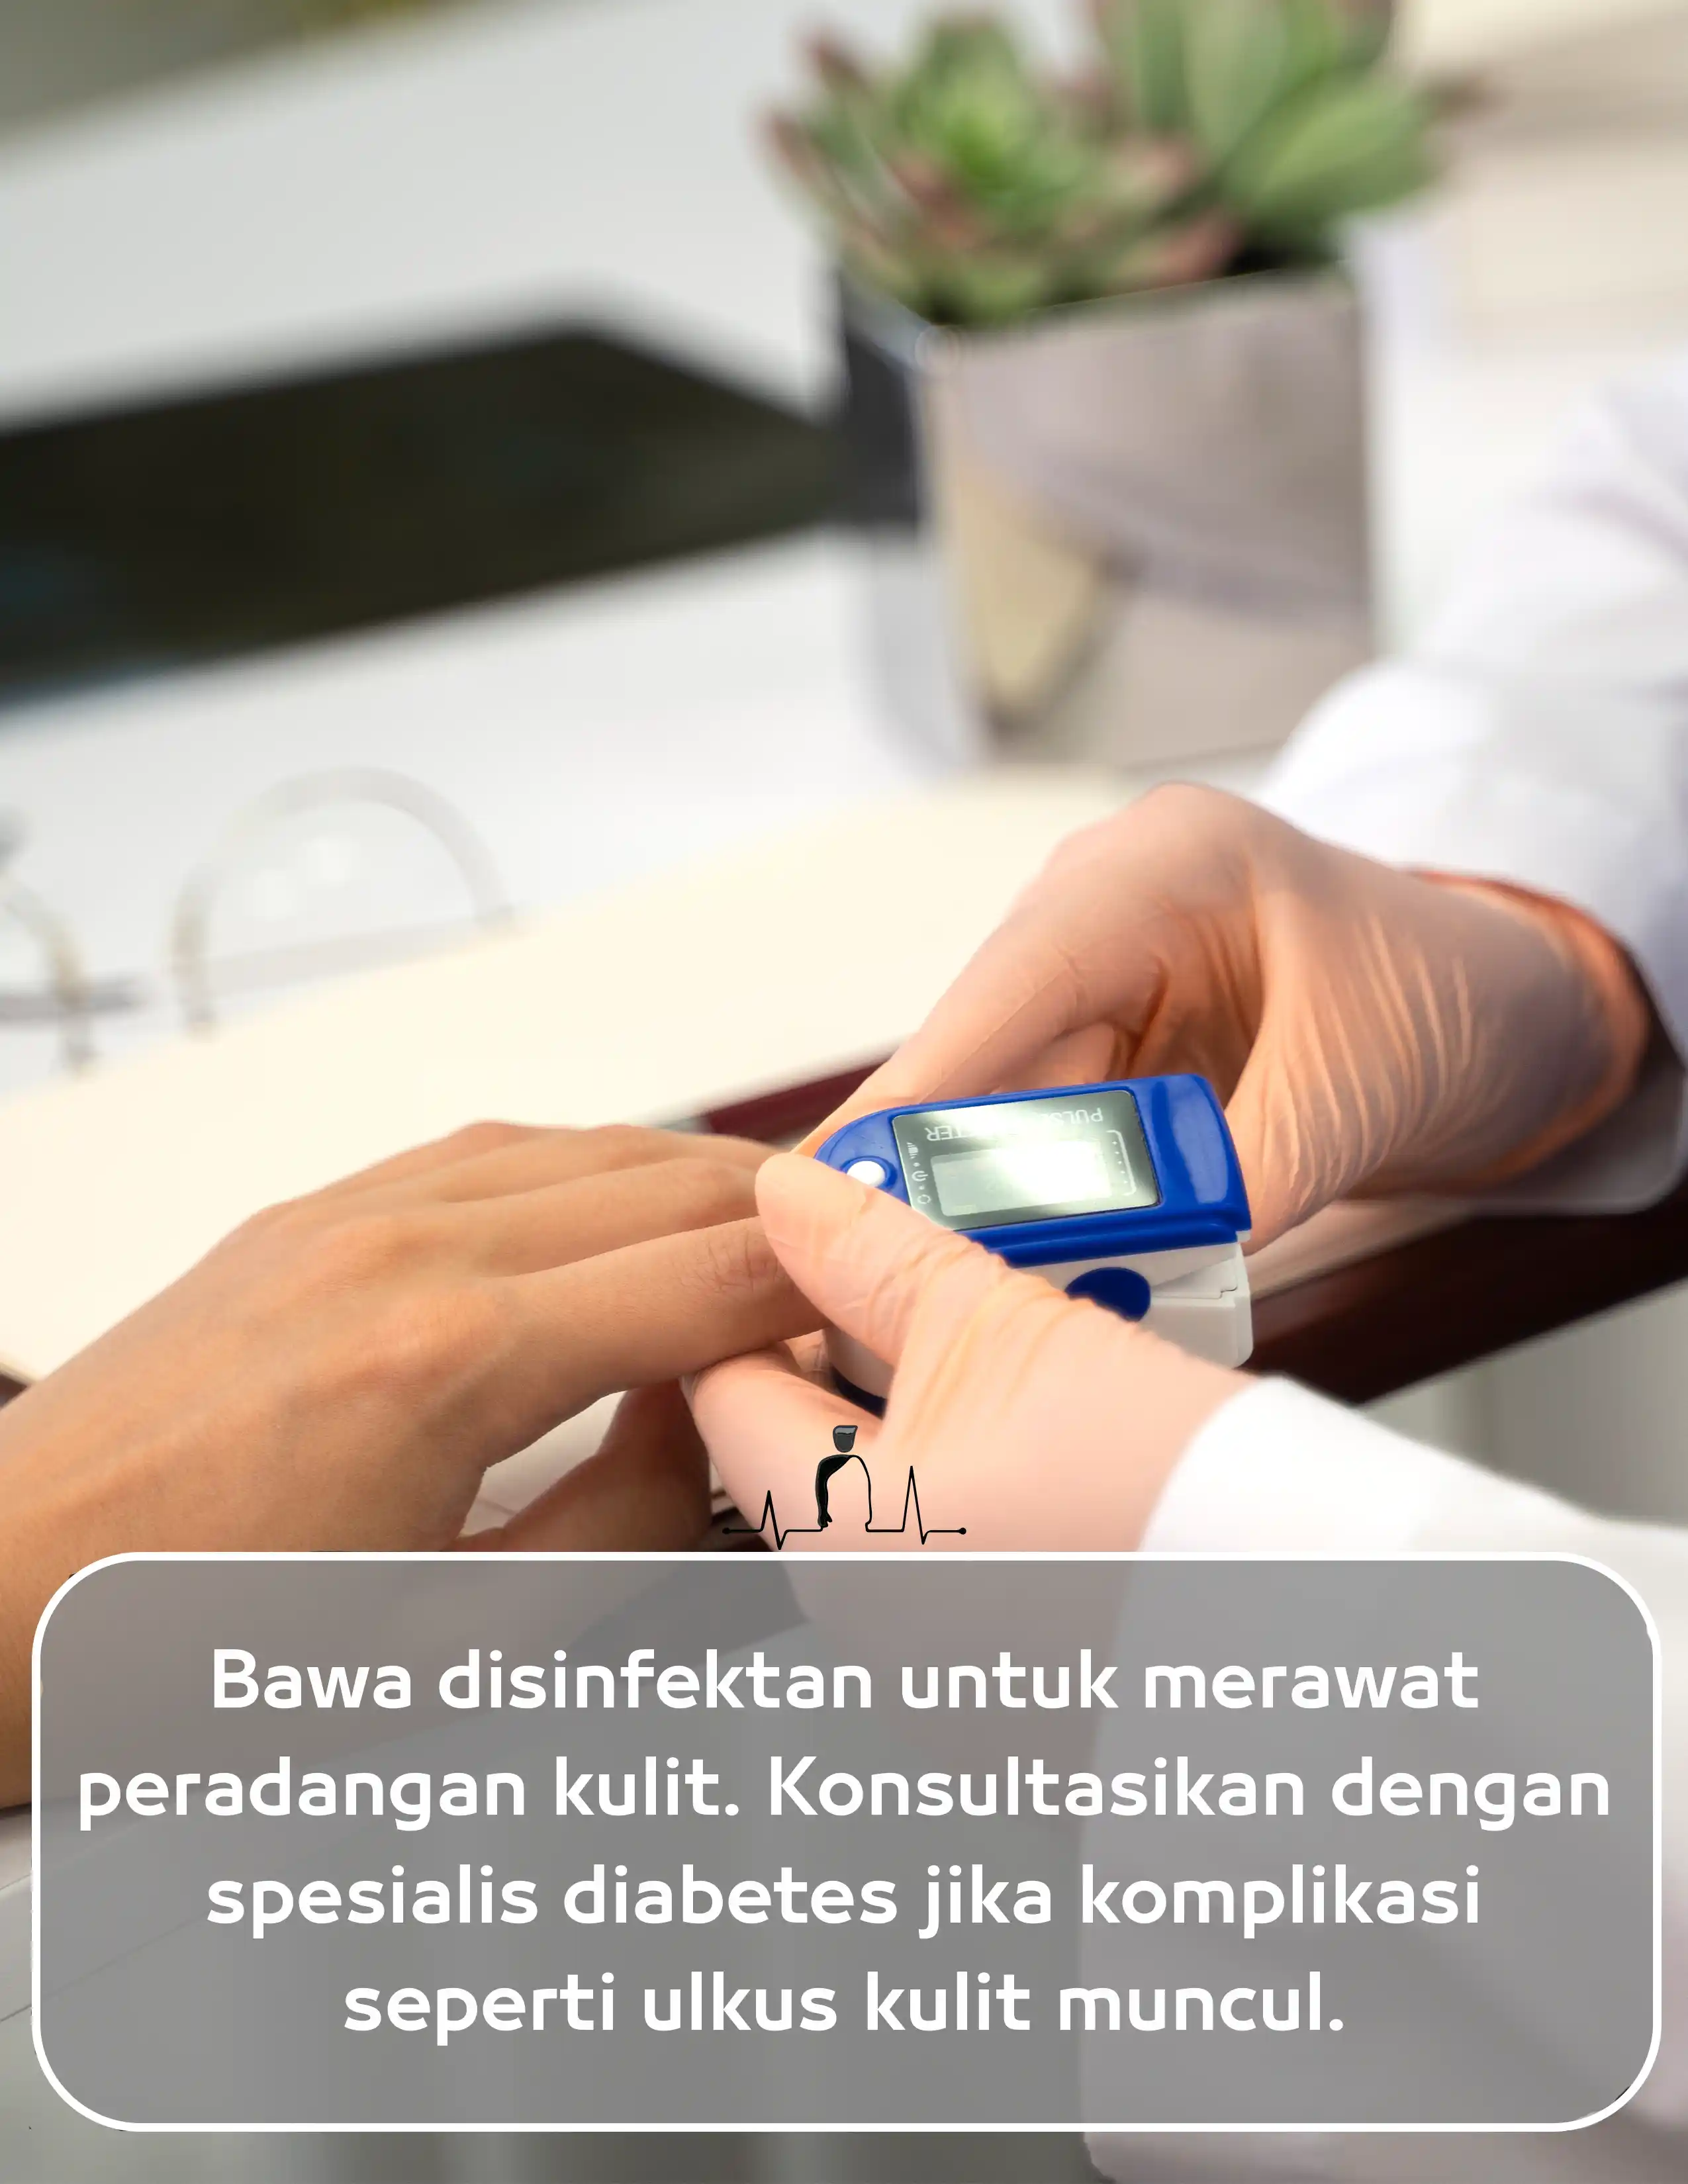 Bawa disinfektan untuk merawat
peradangan kulit. Konsultasikan dengan
spesialis diabetes jika komplikasi
seperti ulkus kulit muncul.